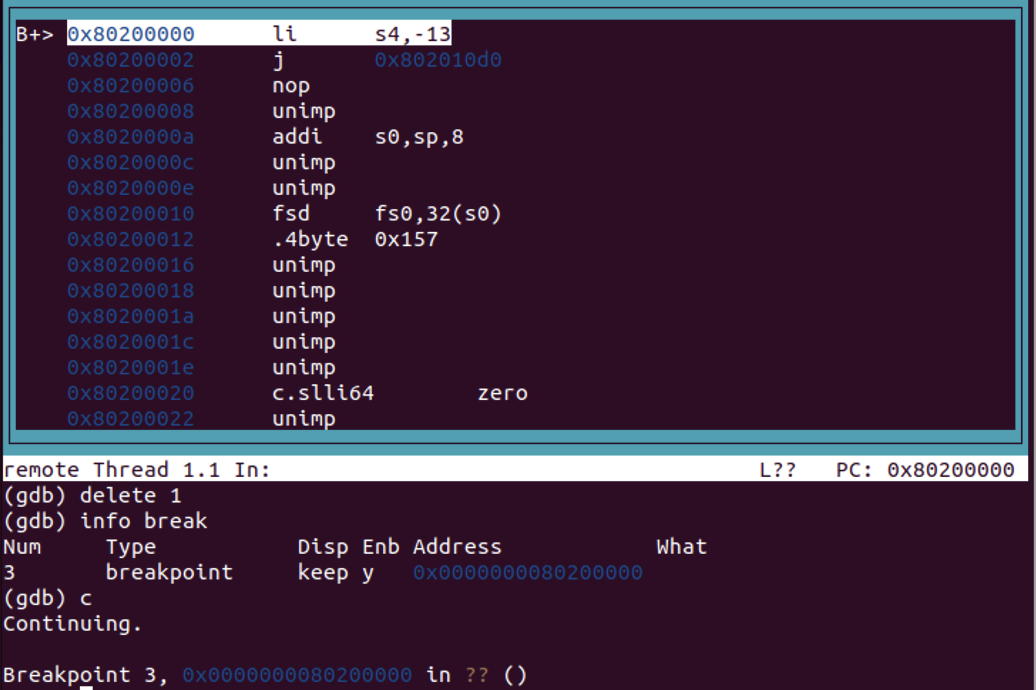 B+> 0x80200000 li s4,-13
0x80200002 j 0x802010d0
0x80200006 nop
0x80200008 unimp
0x8020000a addi s0,sp,8
0x8020000c unimp
0x8020000e unimp
0x80200010 fsd fs0,32(s0)
0x80200012 .4byte 0x157
0x80200016 unimp
0x80200018 unimp
0x8020001a unimp
0x8020001c unimp
0x8020001e unimp
0x80200020 c.slli64 zero
0x80200022 unimp
remote Thread 1.1 In: L?? PC: 0x80200000
(gdb) delete 1
(gdb) info break
Num Type Disp Enb Address What
3 breakpoint keep y 0x0000000080200000
(gdb) c
Continuing.
Breakpoint 3, 0x0000000080200000 in ?? ()